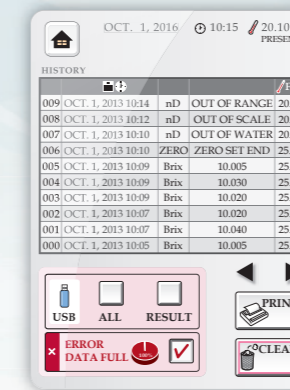 OCT. 1, 2016 10:15 20.10
PRESEN
HISTORY
009 OCT. 1, 2013 10:14 nD OUT OF RANGE 20.
008 OCT. 1, 2013 10:12 nD OUT OF SCALE 20.
007 OCT. 1, 2013 10:10 nD OUT OF WATER 20.
006 OCT. 1, 2013 10:10 ZERO ZERO SET END 25.
005 OCT. 1, 2013 10:09 Brix 10.005 25.
004 OCT. 1, 2013 10:09 Brix 10.030 25.
003 OCT. 1, 2013 10:09 Brix 10.020 25.
002 OCT. 1, 2013 10:07 Brix 10.020 25.
001 OCT. 1, 2013 10:07 Brix 10.040 25.
000 OCT. 1, 2013 10:05 Brix 10.005 25.
USB ALL RESULT
PRIN
ERROR
DATA FULL 100%
CLEA